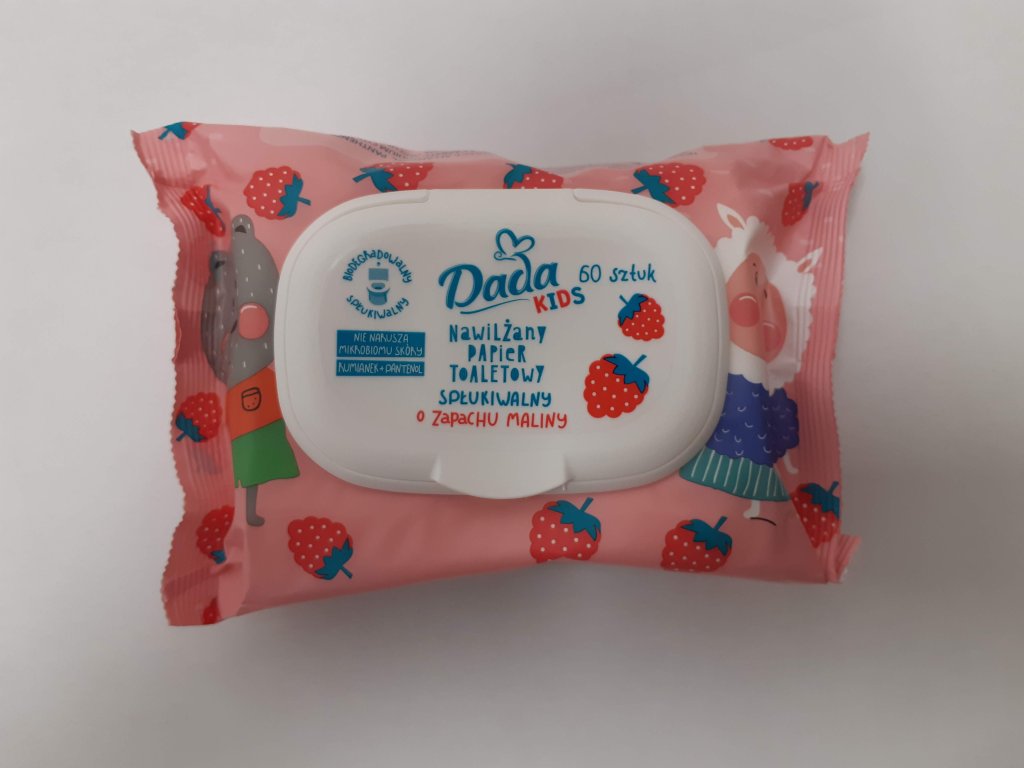 BIODEGRADOWALNY
SPŁUKIWALNY
NIE NARUSZA
MIKROBIOMU SKÓRY
RUMIANEK + PANTENOL
Dada
KIDS
60 sztuk
Nawilżany
PAPIER
TOALETOWY
SPŁUKIWALNY
O ZAPACHU MALINY